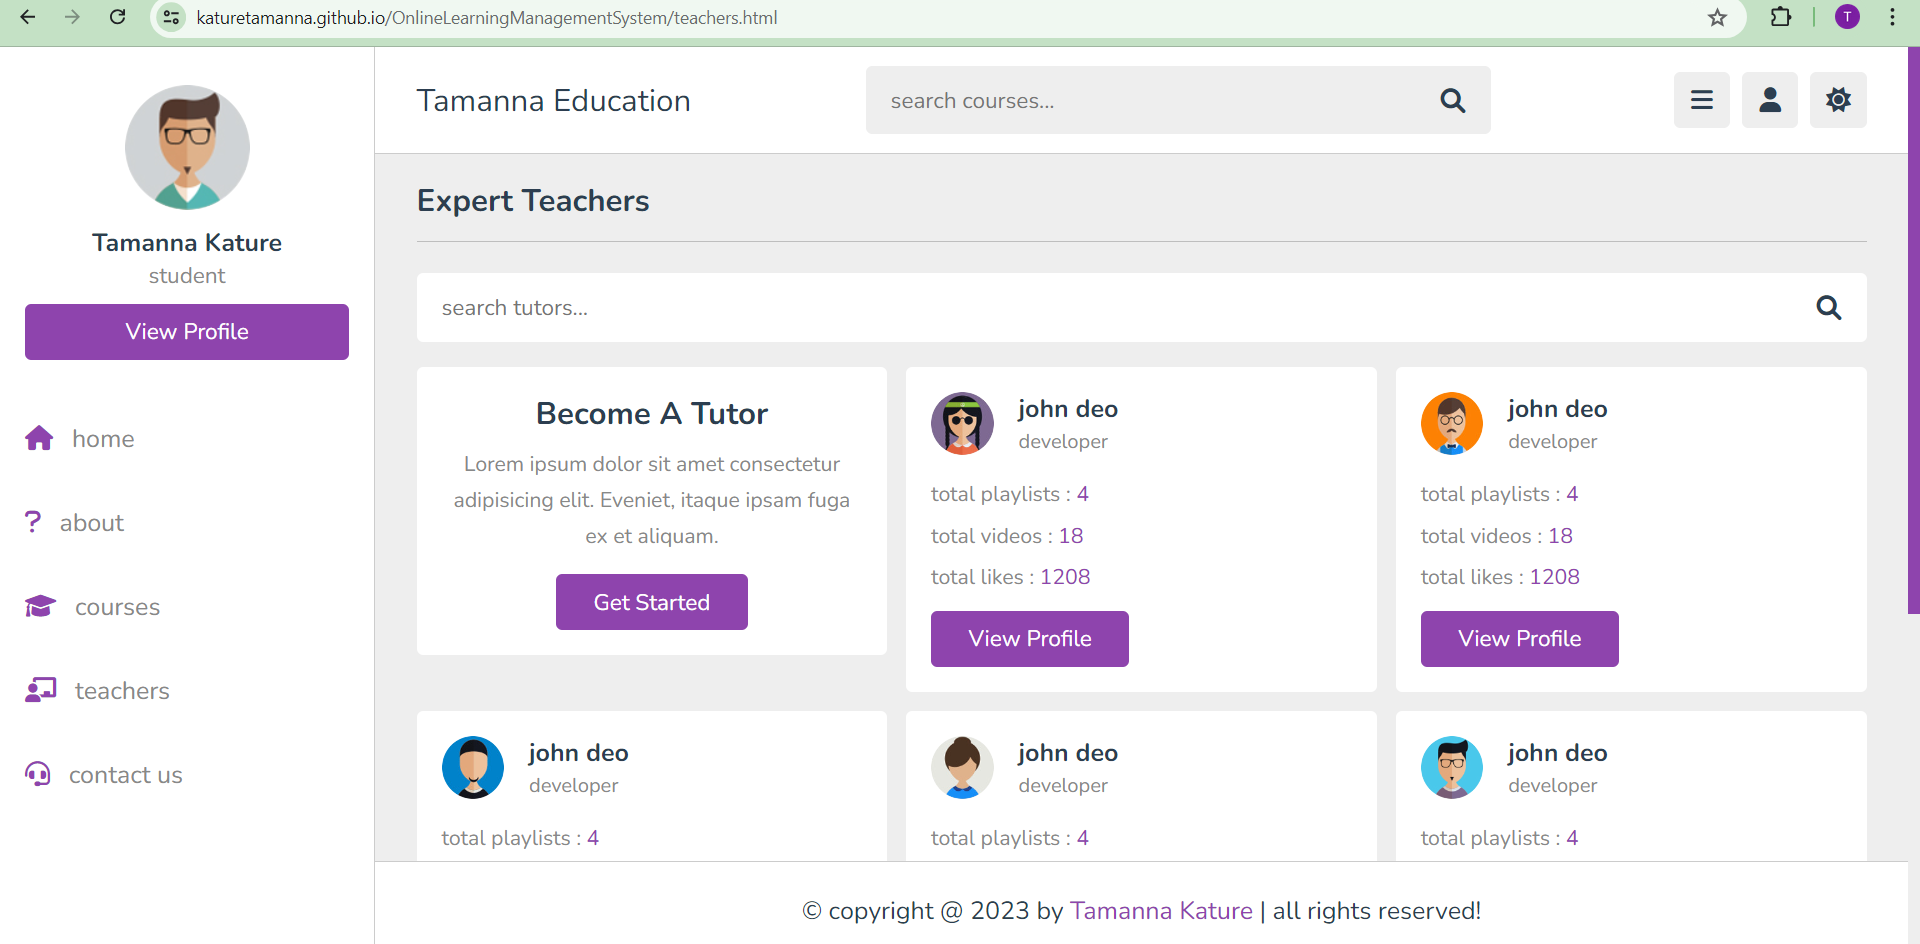 katuretamanna.github.io/OnlineLearningManagementSystem/teachers.html
T
Tamanna Kature
student
View Profile
home
about
courses
teachers
contact us
Tamanna Education
search courses...
Expert Teachers
search tutors...
Become A Tutor
Lorem ipsum dolor sit amet consectetur
adipisicing elit. Eveniet, itaque ipsam fuga
ex et aliquam.
Get Started
john deo
developer
total playlists : 4
total videos : 18
total likes : 1208
View Profile
john deo
developer
total playlists : 4
total videos : 18
total likes : 1208
View Profile
john deo
developer
total playlists : 4
john deo
developer
total playlists : 4
john deo
developer
total playlists : 4
© copyright @ 2023 by Tamanna Kature | all rights reserved!